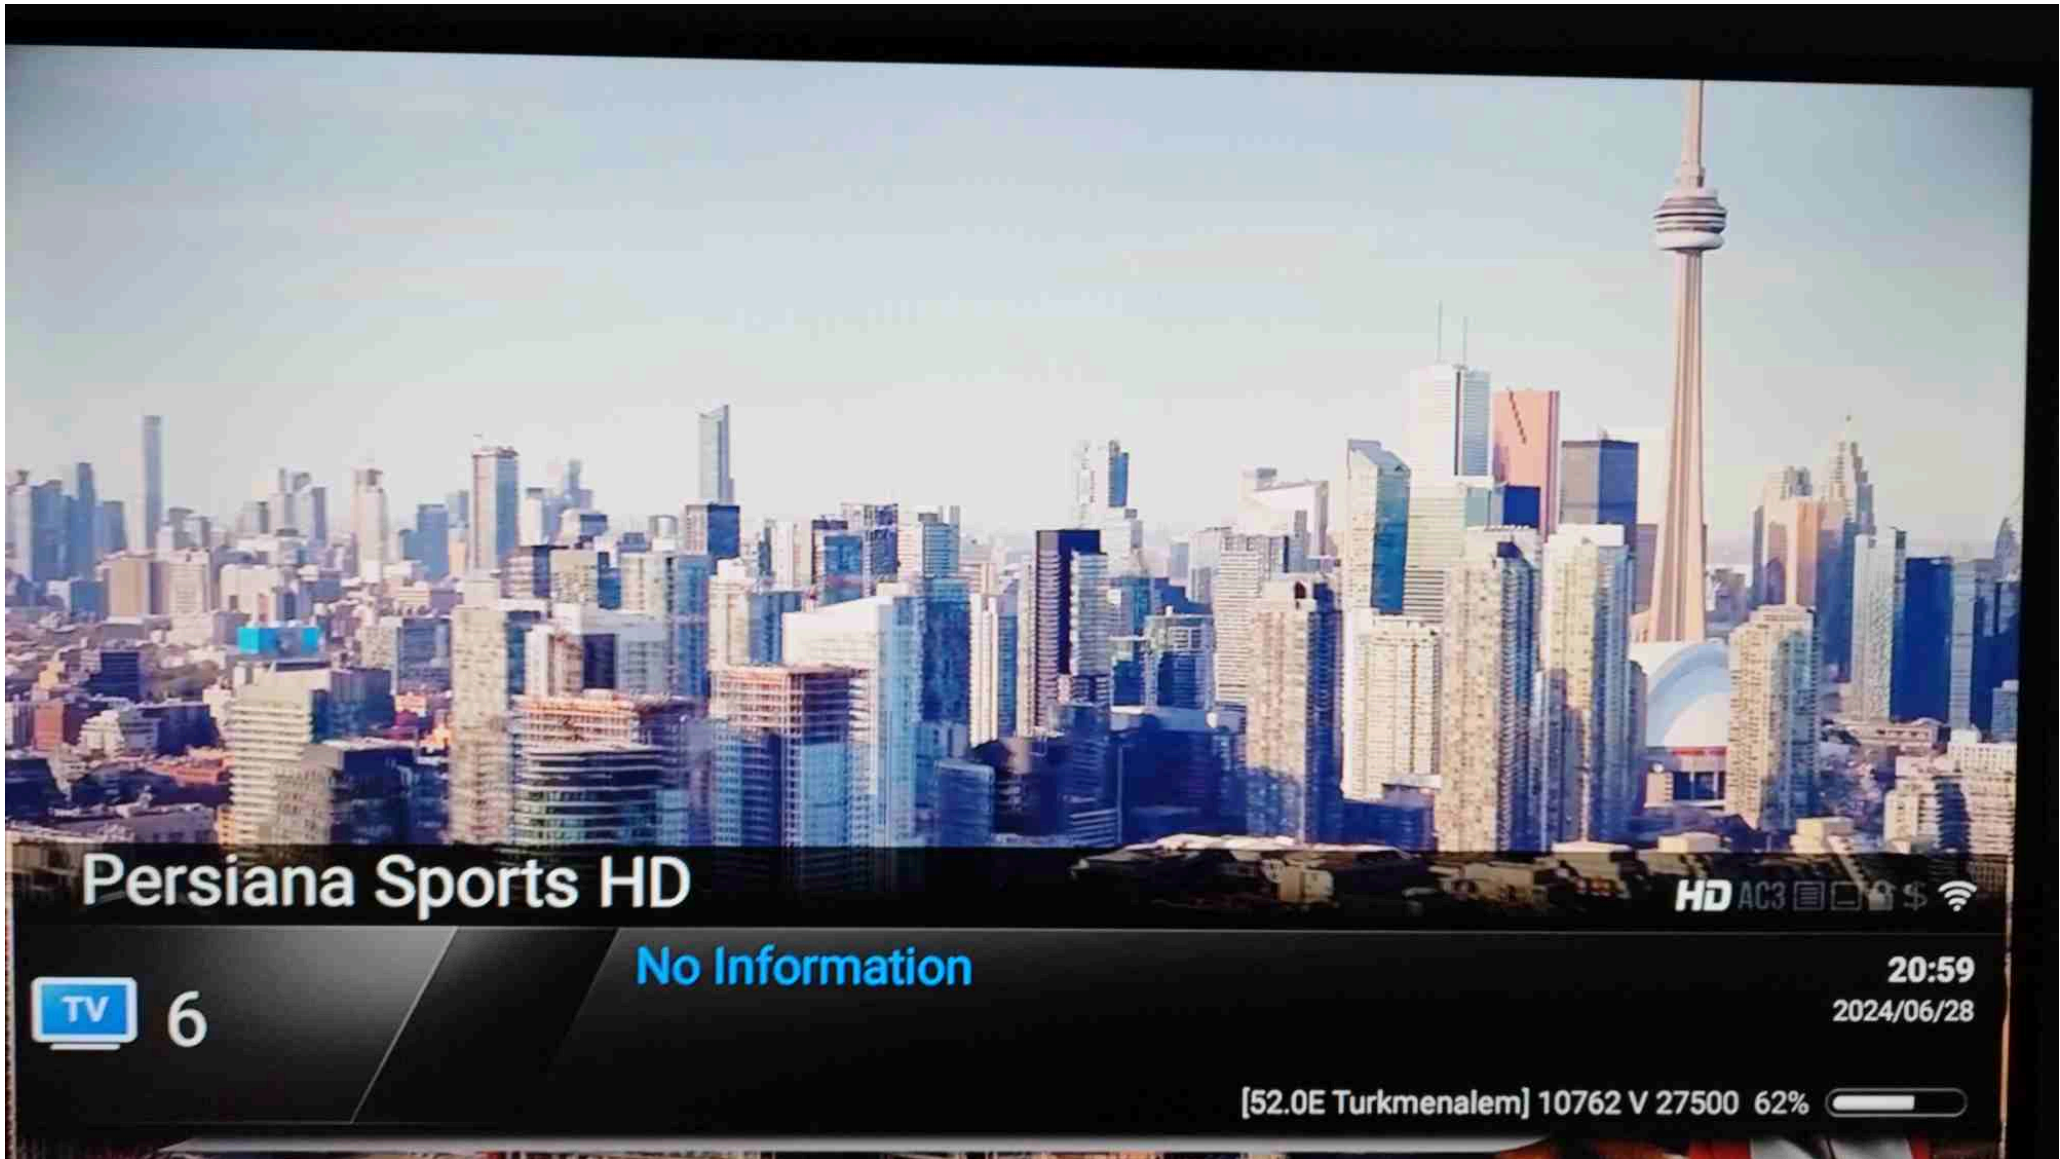 Persiana Sports HD
HD AC3 $
TV 6
No Information
20:59
2024/06/28
[52.0E Turkmenalem] 10762 V 27500 62%